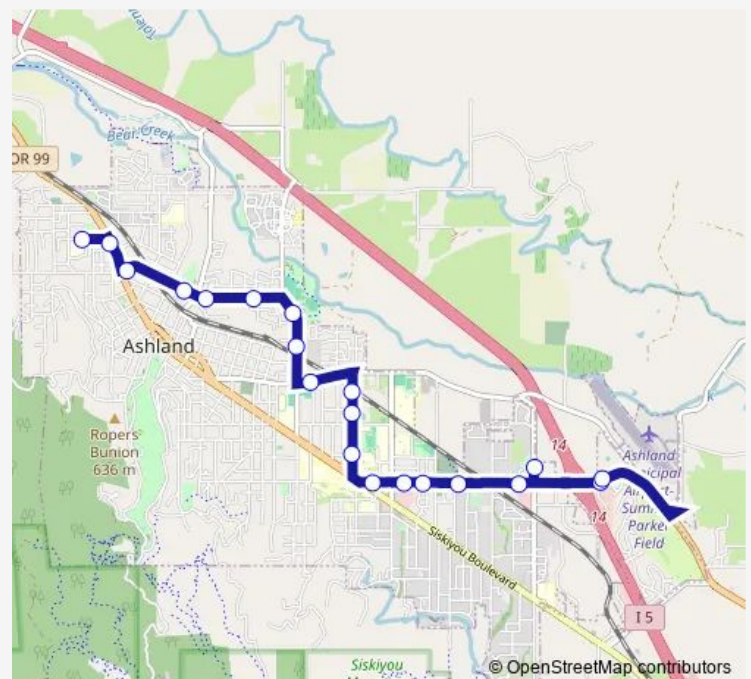 Toleny
Bear Creek
OR 99
Ashland
Ropers'
Bunion
636 m
14
Ashland
Municipal
Airport-
Sumner
Parker
Field
14
Siskiyou Boulevard
I 5
Siskiyou
© OpenStreetMap contributors